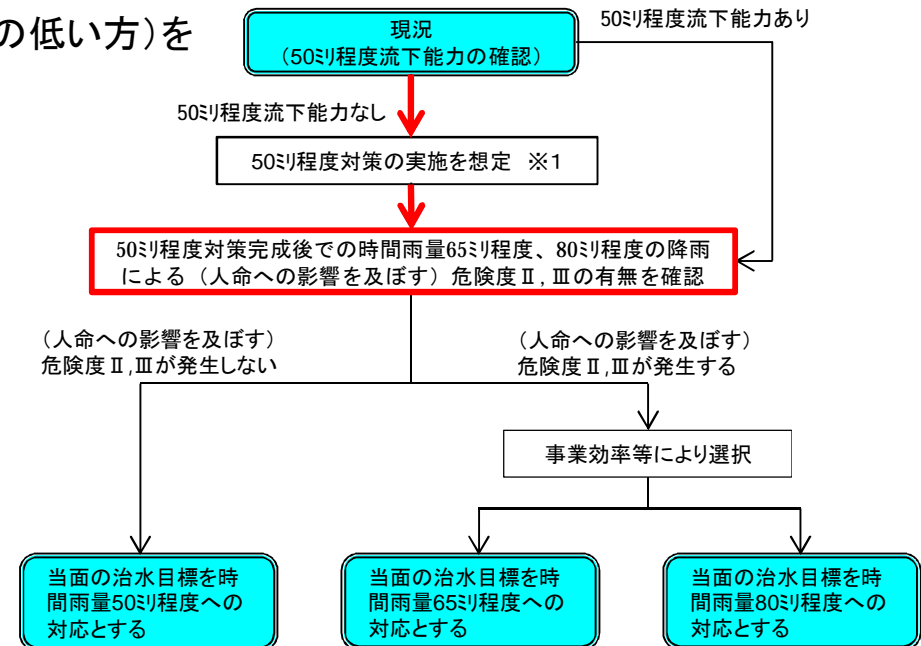 の低い方)を
現況
(50ﾐﾘ程度流下能力の確認)
50ﾐﾘ程度流下能力あり
50ﾐﾘ程度流下能力なし
50ﾐﾘ程度対策の実施を想定 ※1
50ﾐﾘ程度対策完成後での時間雨量65ﾐﾘ程度、80ﾐﾘ程度の降雨
による（人命への影響を及ぼす）危険度Ⅱ,Ⅲの有無を確認
（人命への影響を及ぼす）
危険度Ⅱ,Ⅲが発生しない
（人命への影響を及ぼす）
危険度Ⅱ,Ⅲが発生する
事業効率等により選択
当面の治水目標を時
間雨量50ﾐﾘ程度への
対応とする
当面の治水目標を時
間雨量65ﾐﾘ程度への
対応とする
当面の治水目標を時
間雨量80ﾐﾘ程度への
対応とする